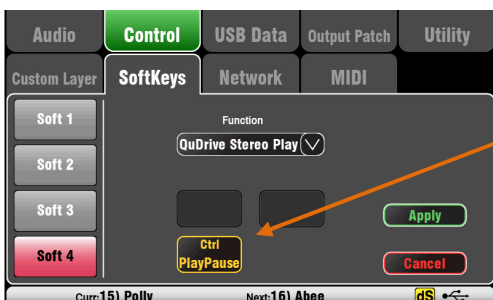 Audio Control USB Data Output Patch Utility
Custom Layer SoftKeys Network MIDI
Soft 1
Soft 2
Soft 3
Soft 4
Function
QuDrive Stereo Play
Ctrl
PlayPause
Apply
Cancel
Curr:15) Polly Next:16) Abee dS